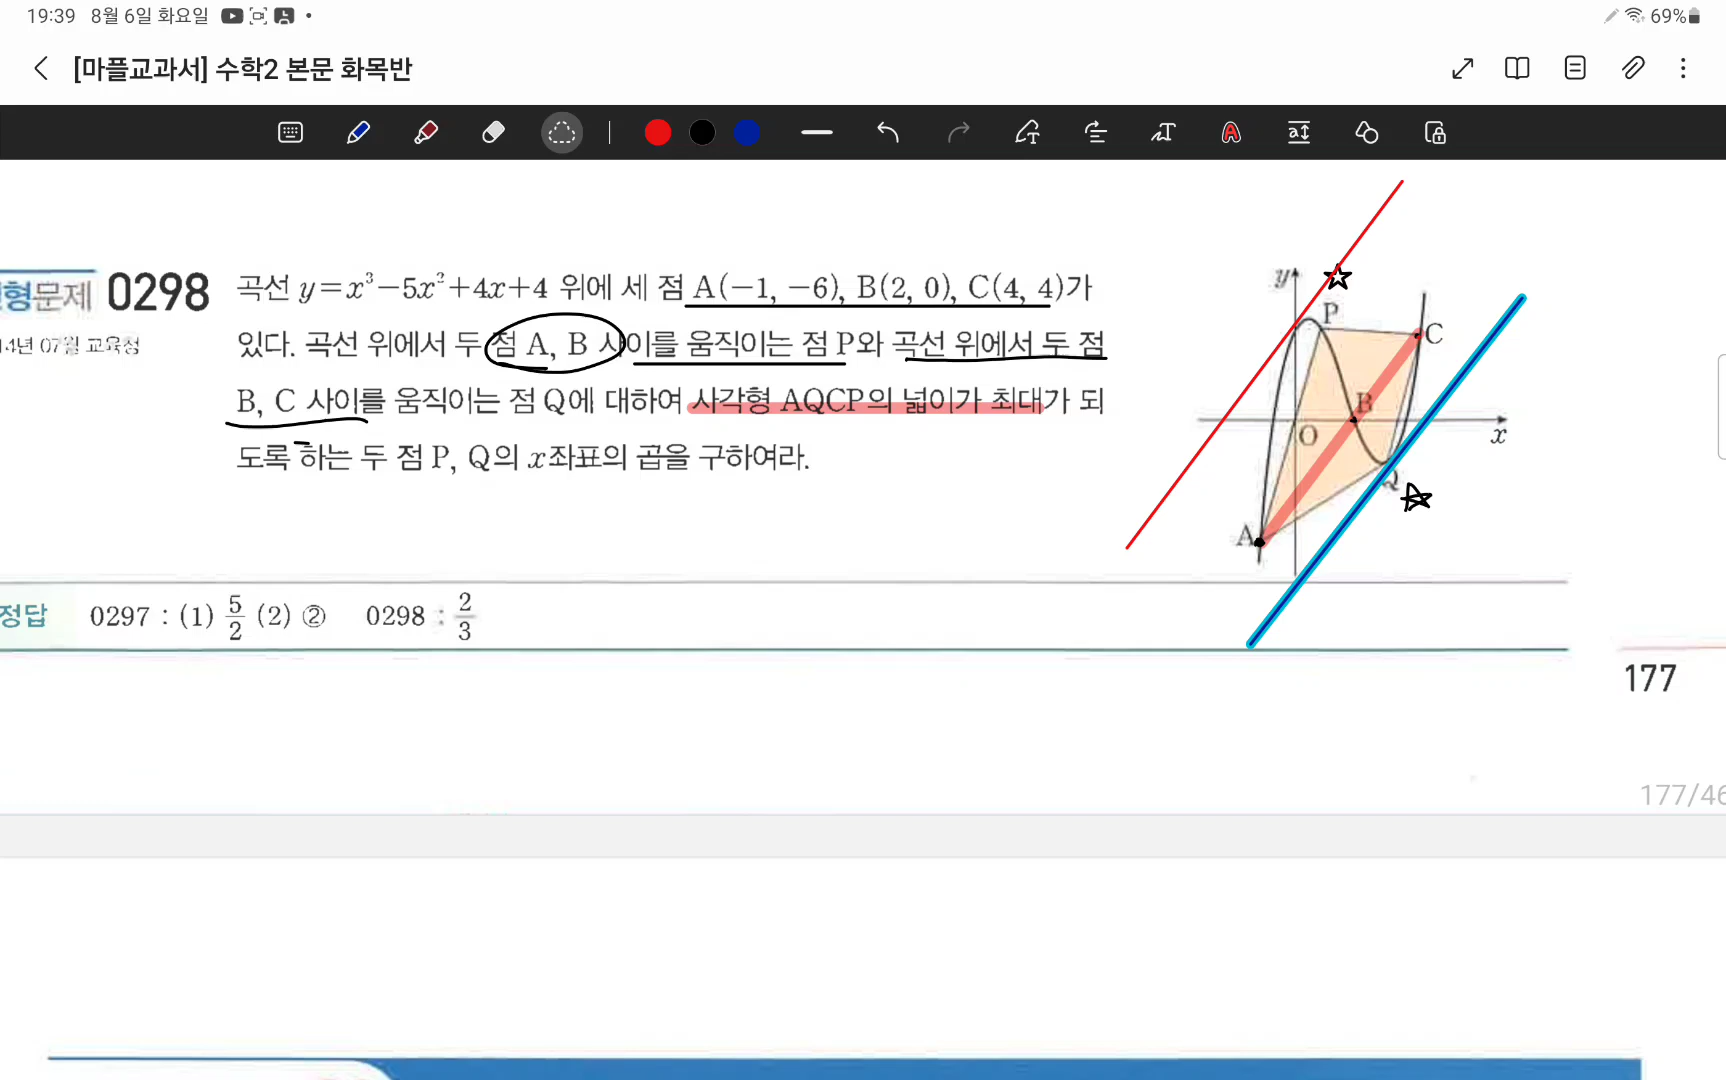 19:39 8월 6일 화요일
69%
[마플교과서] 수학2 본문 화목반
형문제 0298
곡선 y=x³−5x²+4x+4 위에 세 점 A(−1, −6), B(2, 0), C(4, 4)가
있다. 곡선 위에서 두 점 A, B 사이를 움직이는 점 P와 곡선 위에서 두 점
B, C 사이를 움직이는 점 Q에 대하여 사각형 AQCP의 넓이가 최대가 되
도록 하는 두 점 P, Q의 x좌표의 곱을 구하여라.
14년 07월 교육청
y
P
C
B
O
x
Q
A
정답 0297 : (1) 5/2 (2) ② 0298 : 2/3
177
177/46